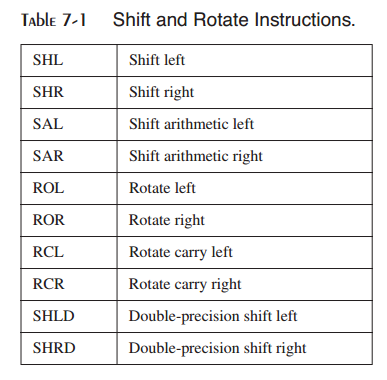 TABLE 7-1 Shift and Rotate Instructions.
SHL Shift left
SHR Shift right
SAL Shift arithmetic left
SAR Shift arithmetic right
ROL Rotate left
ROR Rotate right
RCL Rotate carry left
RCR Rotate carry right
SHLD Double-precision shift left
SHRD Double-precision shift right